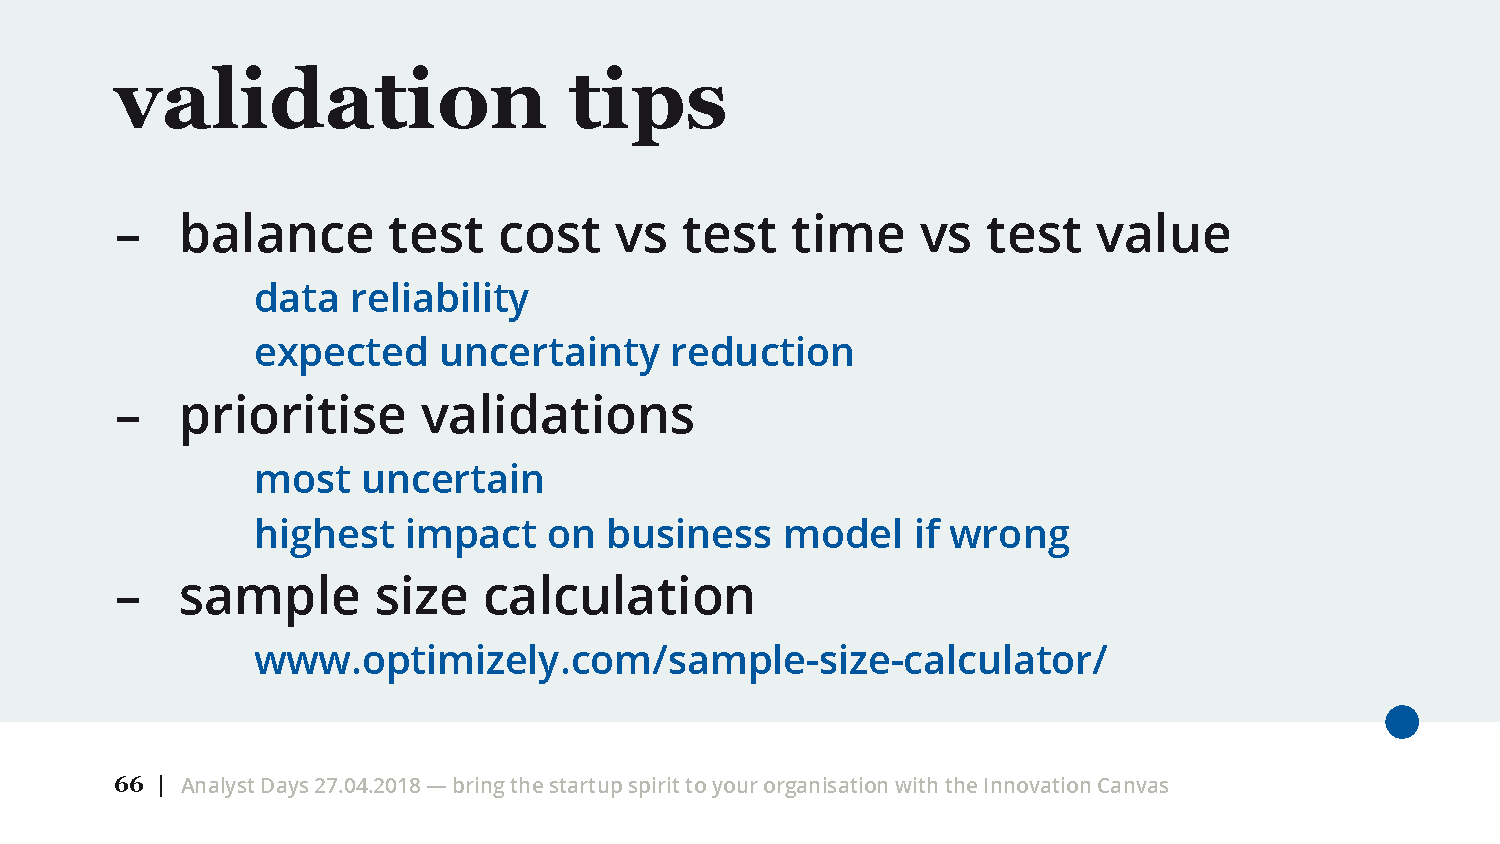 validation tips
– balance test cost vs test time vs test value
data reliability
expected uncertainty reduction
– prioritise validations
most uncertain
highest impact on business model if wrong
– sample size calculation
www.optimizely.com/sample-size-calculator/
66 | Analyst Days 27.04.2018 — bring the startup spirit to your organisation with the Innovation Canvas